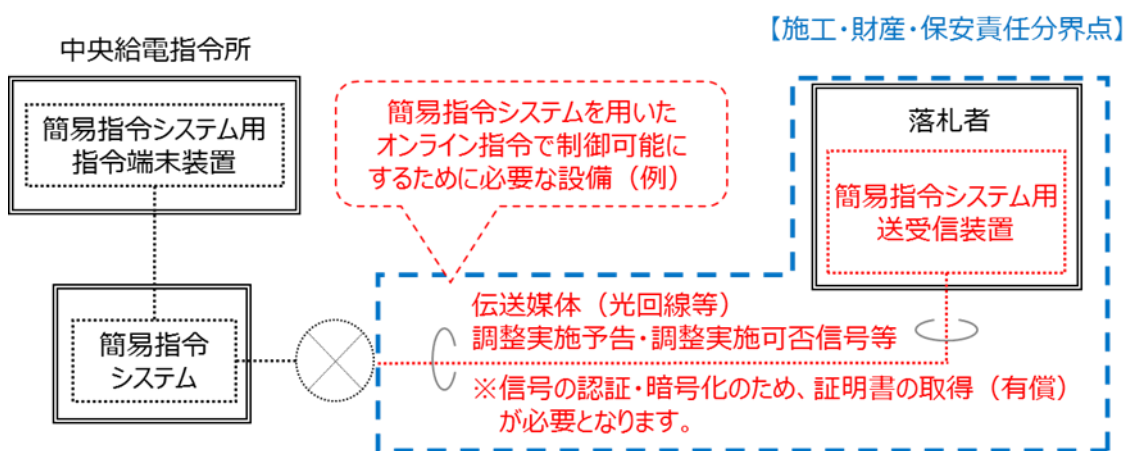 【施工・財産・保安責任分界点】
中央給電指令所
簡易指令システム用
指令端末装置
簡易指令システムを用いた
オンライン指令で制御可能に
するために必要な設備（例）
落札者
簡易指令システム用
送受信装置
簡易指令
システム
伝送媒体（光回線等）
調整実施予告・調整実施可否信号等
※信号の認証・暗号化のため、証明書の取得（有償）
が必要となります。